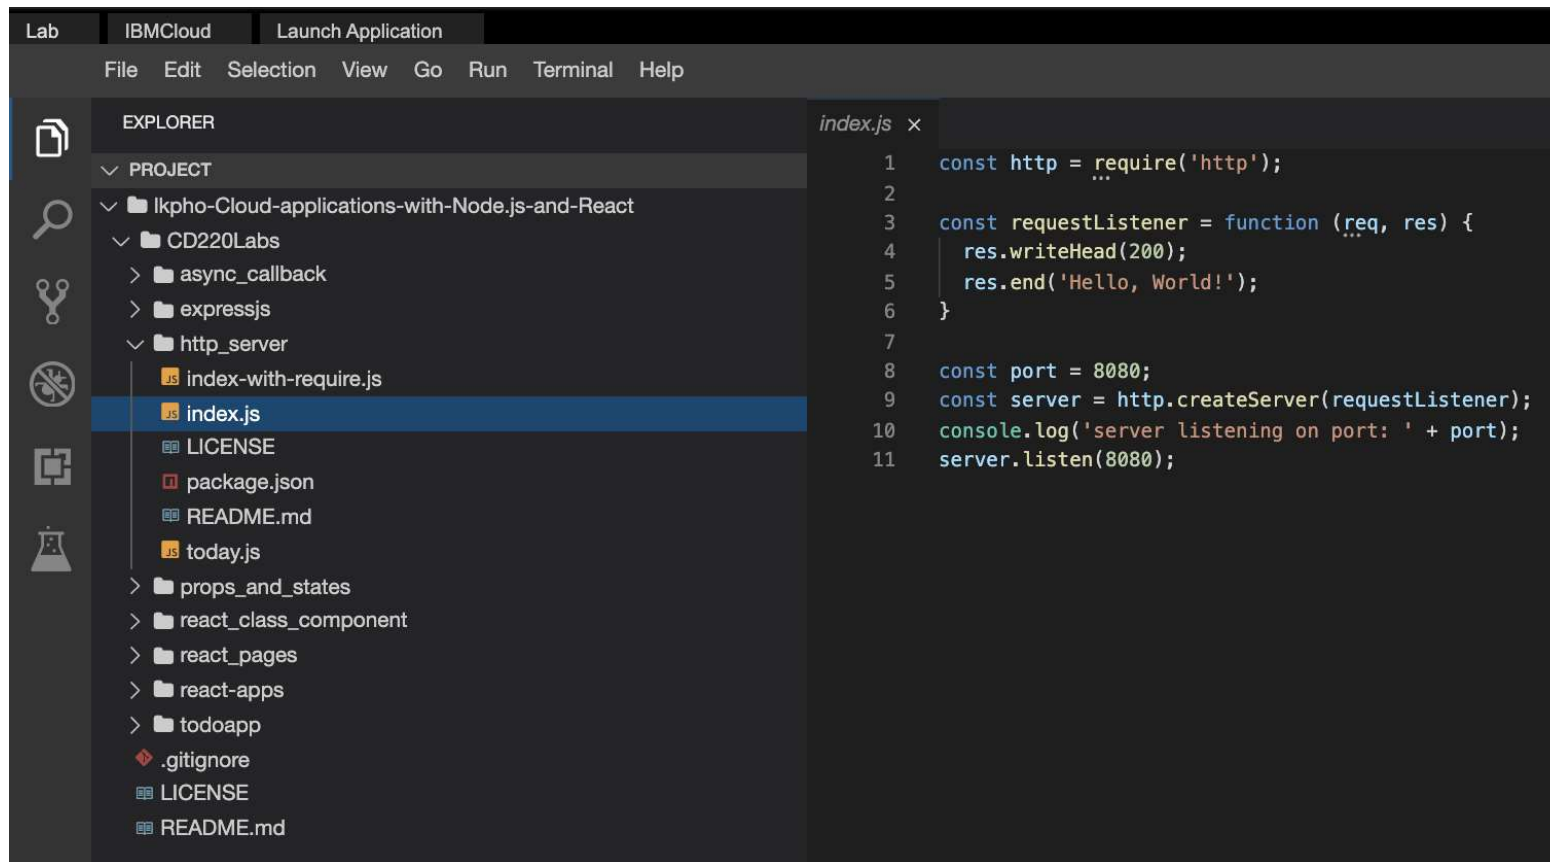 Lab IBMCloud Launch Application
File Edit Selection View Go Run Terminal Help
EXPLORER
PROJECT
lkpho-Cloud-applications-with-Node.js-and-React
CD220Labs
async_callback
expressjs
http_server
index-with-require.js
index.js
LICENSE
package.json
README.md
today.js
props_and_states
react_class_component
react_pages
react-apps
todoapp
.gitignore
LICENSE
README.md
index.js ×
1 const http = require('http');
2
3 const requestListener = function (req, res) {
4 res.writeHead(200);
5 res.end('Hello, World!');
6 }
7
8 const port = 8080;
9 const server = http.createServer(requestListener);
10 console.log('server listening on port: ' + port);
11 server.listen(8080);